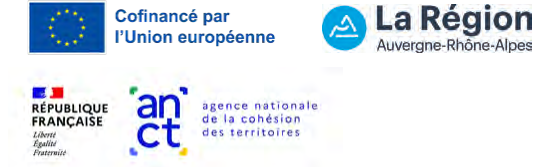 Cofinancé par
l'Union européenne
La Région
Auvergne-Rhône-Alpes
RÉPUBLIQUE
FRANÇAISE
Liberté
Égalité
Fraternité
an
ct
agence nationale
de la cohésion
des territoires